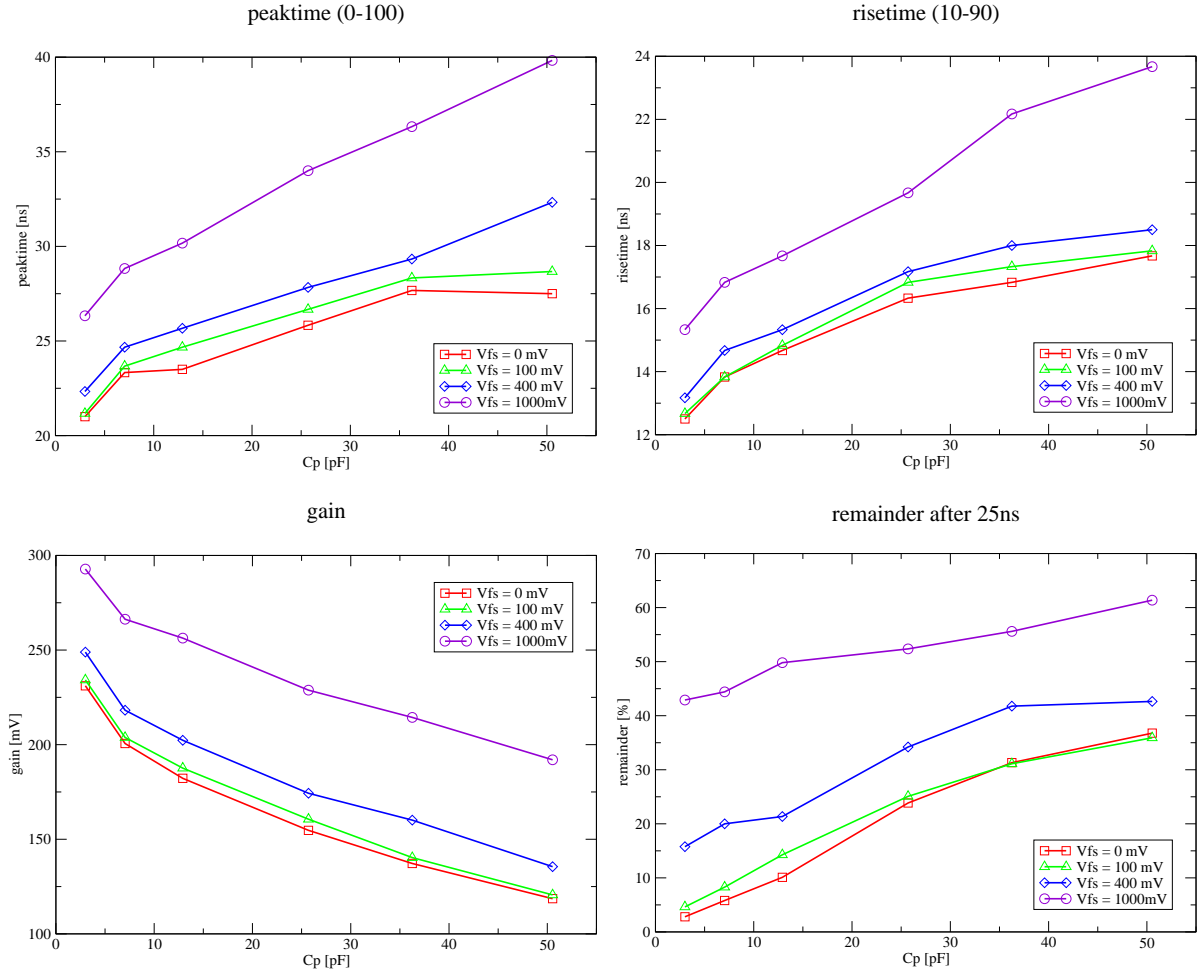 peaktime (0-100)
40
35
30
25
20
peaktime [ns]
0 10 20 30 40 50
Cp [pF]
Vfs = 0 mV
Vfs = 100 mV
Vfs = 400 mV
Vfs = 1000mV
risetime (10-90)
24
22
20
18
16
14
12
risetime [ns]
0 10 20 30 40 50
Cp [pF]
Vfs = 0 mV
Vfs = 100 mV
Vfs = 400 mV
Vfs = 1000mV
gain
300
250
200
150
100
gain [mV]
0 10 20 30 40 50
Cp [pF]
Vfs = 0 mV
Vfs = 100 mV
Vfs = 400 mV
Vfs = 1000mV
remainder after 25ns
70
60
50
40
30
20
10
0
remainder [%]
0 10 20 30 40 50
Cp [pF]
Vfs = 0 mV
Vfs = 100 mV
Vfs = 400 mV
Vfs = 1000mV